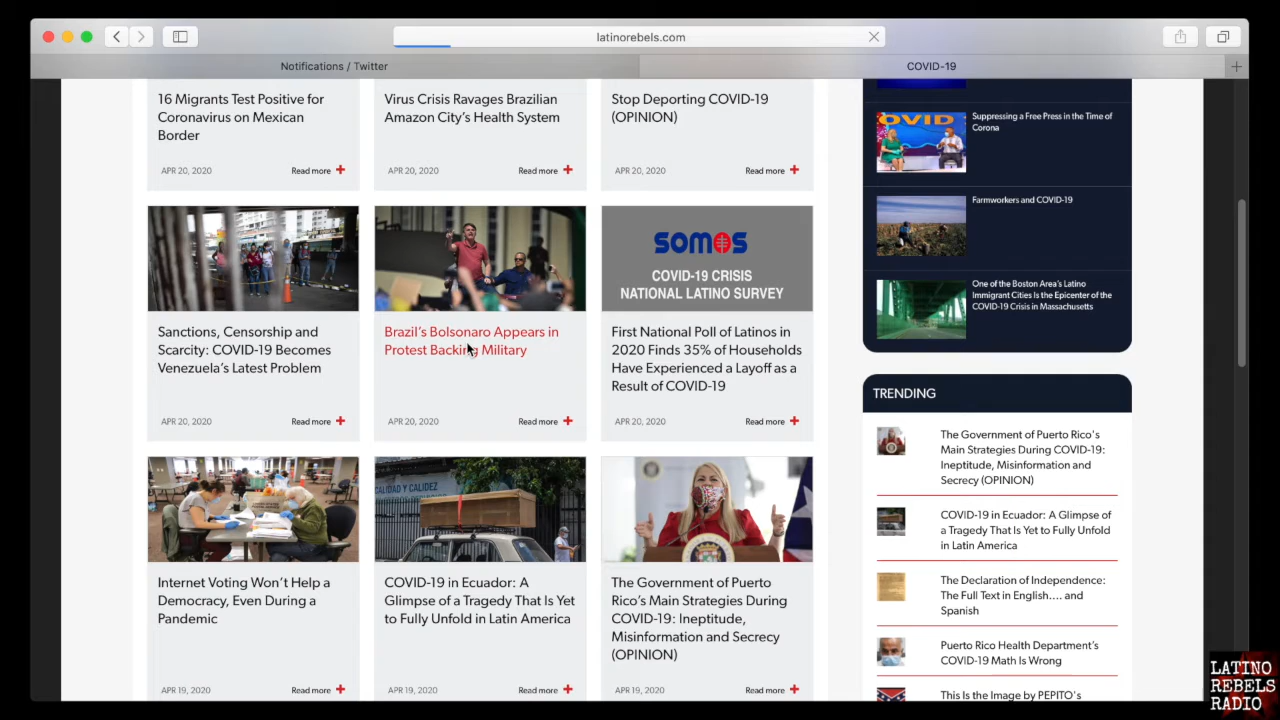 latinorebels.com
Notifications / Twitter
COVID-19
16 Migrants Test Positive for
Coronavirus on Mexican
Border
APR 20, 2020
Read more
Virus Crisis Ravages Brazilian
Amazon City's Health System
APR 20, 2020
Read more
Stop Deporting COVID-19
(OPINION)
APR 20, 2020
Read more
Sanctions, Censorship and
Scarcity: COVID-19 Becomes
Venezuela's Latest Problem
APR 20, 2020
Read more
Brazil's Bolsonaro Appears in
Protest Backing Military
APR 20, 2020
Read more
SOMOS
COVID-19 CRISIS
NATIONAL LATINO SURVEY
First National Poll of Latinos in
2020 Finds 35% of Households
Have Experienced a Layoff as a
Result of COVID-19
APR 20, 2020
Read more
Internet Voting Won't Help a
Democracy, Even During a
Pandemic
APR 19, 2020
Read more
CALIDAD Y CALIDEZ
COVID-19 in Ecuador: A
Glimpse of a Tragedy That Is Yet
to Fully Unfold in Latin America
APR 19, 2020
Read more
The Government of Puerto
Rico's Main Strategies During
COVID-19: Ineptitude,
Misinformation and Secrecy
(OPINION)
APR 19, 2020
Read more
OVID
Suppressing a Free Press in the Time of
Corona
Farmworkers and COVID-19
One of the Boston Area's Latino
Immigrant Cities Is the Epicenter of the
COVID-19 Crisis in Massachusetts
TRENDING
The Government of Puerto Rico's
Main Strategies During COVID-19:
Ineptitude, Misinformation and
Secrecy (OPINION)
COVID-19 in Ecuador: A Glimpse of
a Tragedy That Is Yet to Fully Unfold
in Latin America
The Declaration of Independence:
The Full Text in English.... and
Spanish
Puerto Rico Health Department's
COVID-19 Math Is Wrong
This Is the Image by PEPITO's
LATINO
REBELS
RADIO